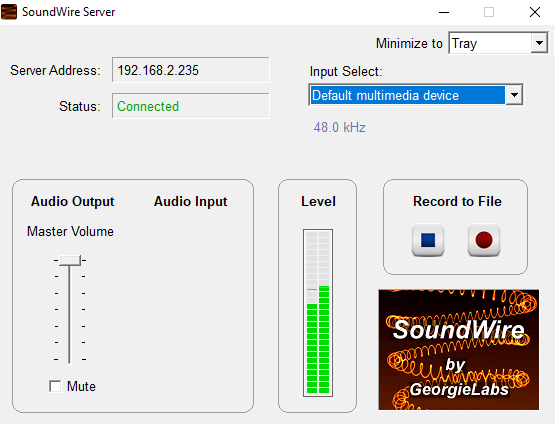 SoundWire Server
Minimize to Tray
Server Address: 192.168.2.235
Input Select:
Default multimedia device
Status: Connected
48.0 kHz
Audio Output Audio Input
Master Volume
Mute
Level
Record to File
SoundWire
by
GeorgieLabs